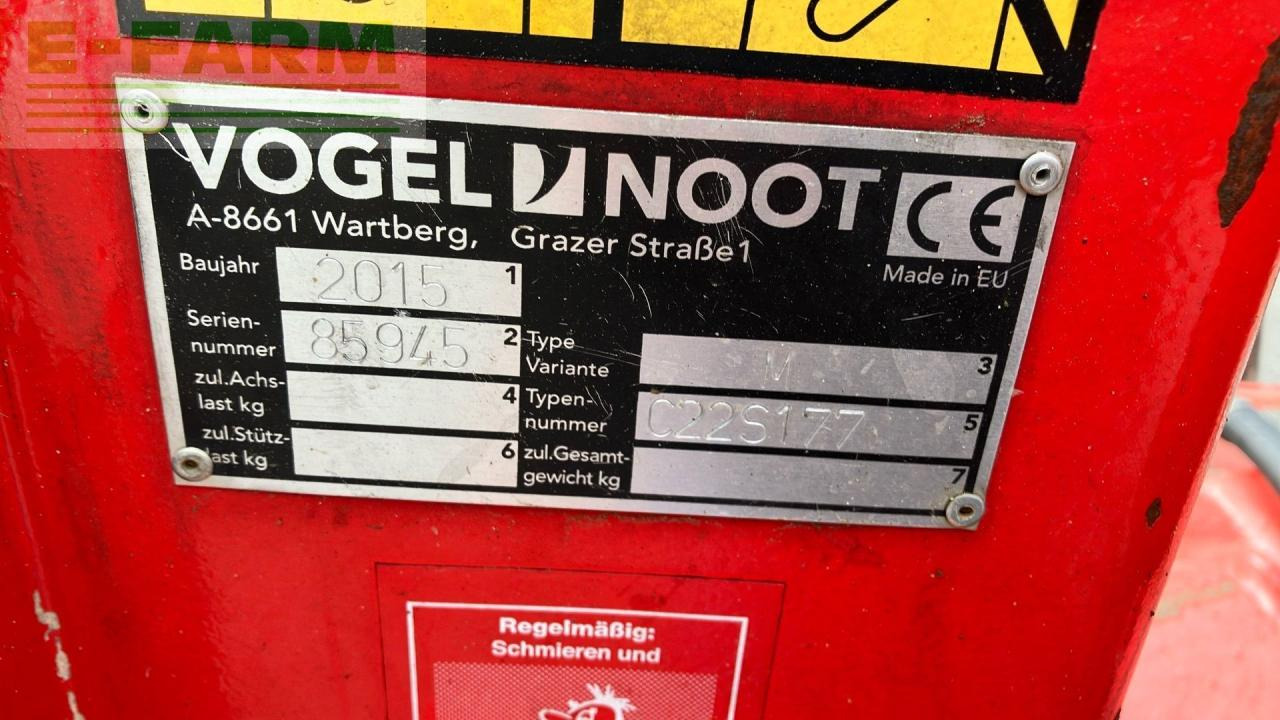 E-FARM
VOGEL NOOT
A-8661 Wartberg, Grazer Straße1
CE
Made in EU
Baujahr 2015 1
Serien-
nummer 85945 2
Type
Variante M 3
zul.Achs-
last kg 4
Typen-
nummer C22S177 5
zul.Stütz-
last kg 6
zul.Gesamt-
gewicht kg 7
Regelmäßig:
Schmieren und